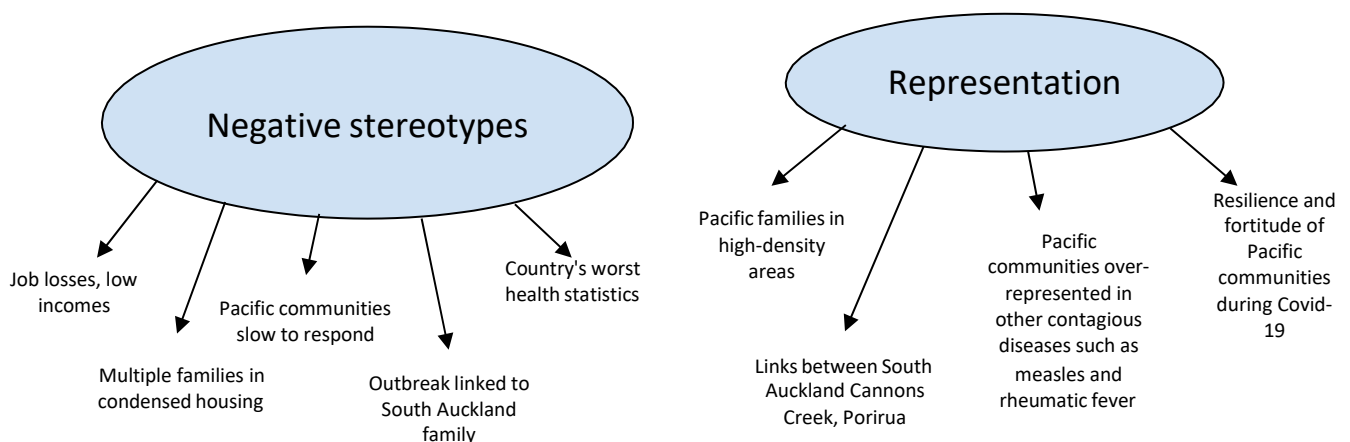 Negative stereotypes
Job losses, low
incomes
Multiple families in
condensed housing
Pacific communities
slow to respond
Outbreak linked to
South Auckland
family
Country's worst
health statistics
Representation
Pacific families in
high-density
areas
Links between South
Auckland Cannons
Creek, Porirua
Pacific
communities over-
represented in
other contagious
diseases such as
measles and
rheumatic fever
Resilience and
fortitude of
Pacific
communities
during Covid-
19